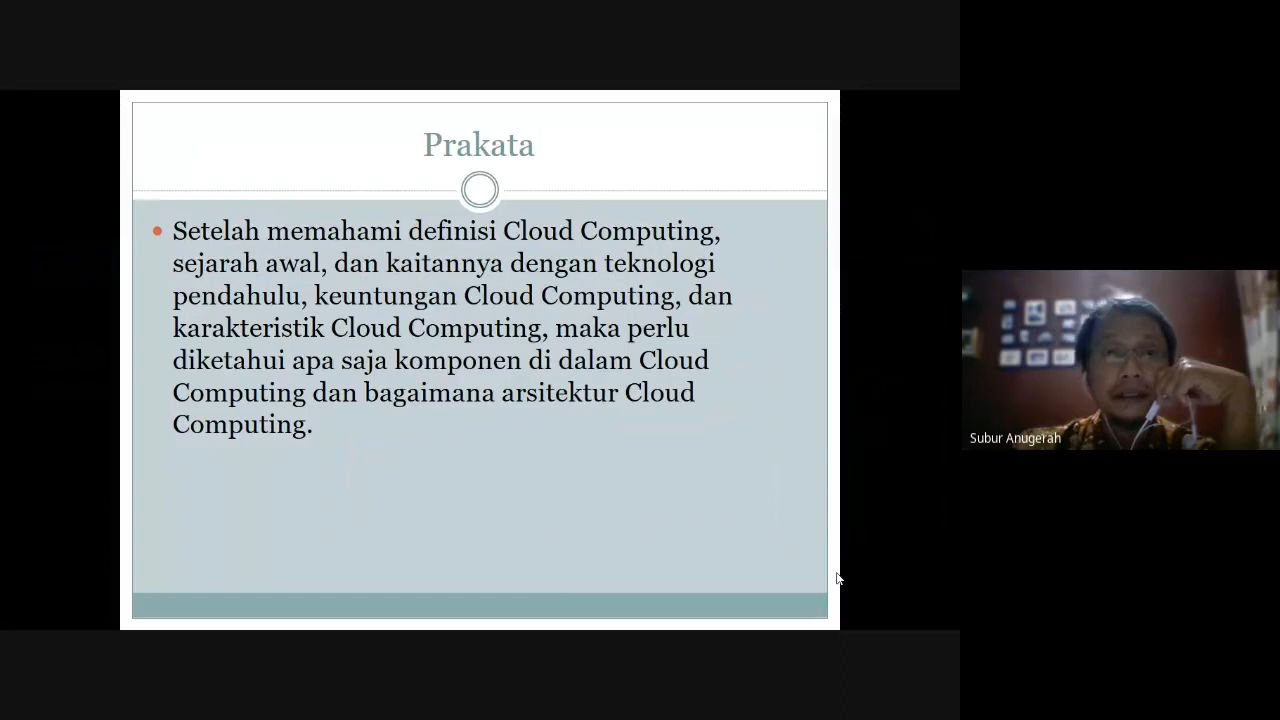 Prakata
Setelah memahami definisi Cloud Computing,
sejarah awal, dan kaitannya dengan teknologi
pendahulu, keuntungan Cloud Computing, dan
karakteristik Cloud Computing, maka perlu
diketahui apa saja komponen di dalam Cloud
Computing dan bagaimana arsitektur Cloud
Computing.
Subur Anugerah